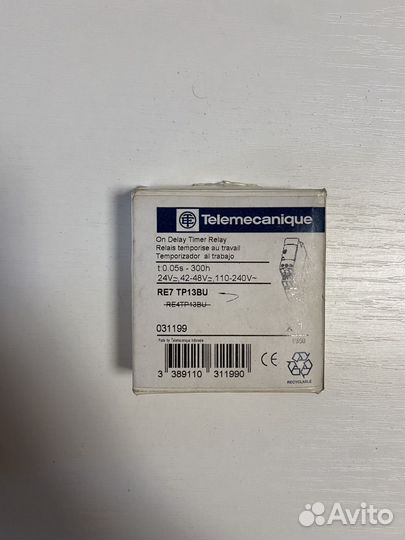 Telemecanique
On Delay Timer Relay
Relais temporise au travail
Temporizador al trabajo
t:0.05s - 300h
24V⎓,42-48V⎓,110-240V~
RE7 TP13BU
RE4TP13BU
031199
CE
3 389110 311990
RECYCLABLE
Avito